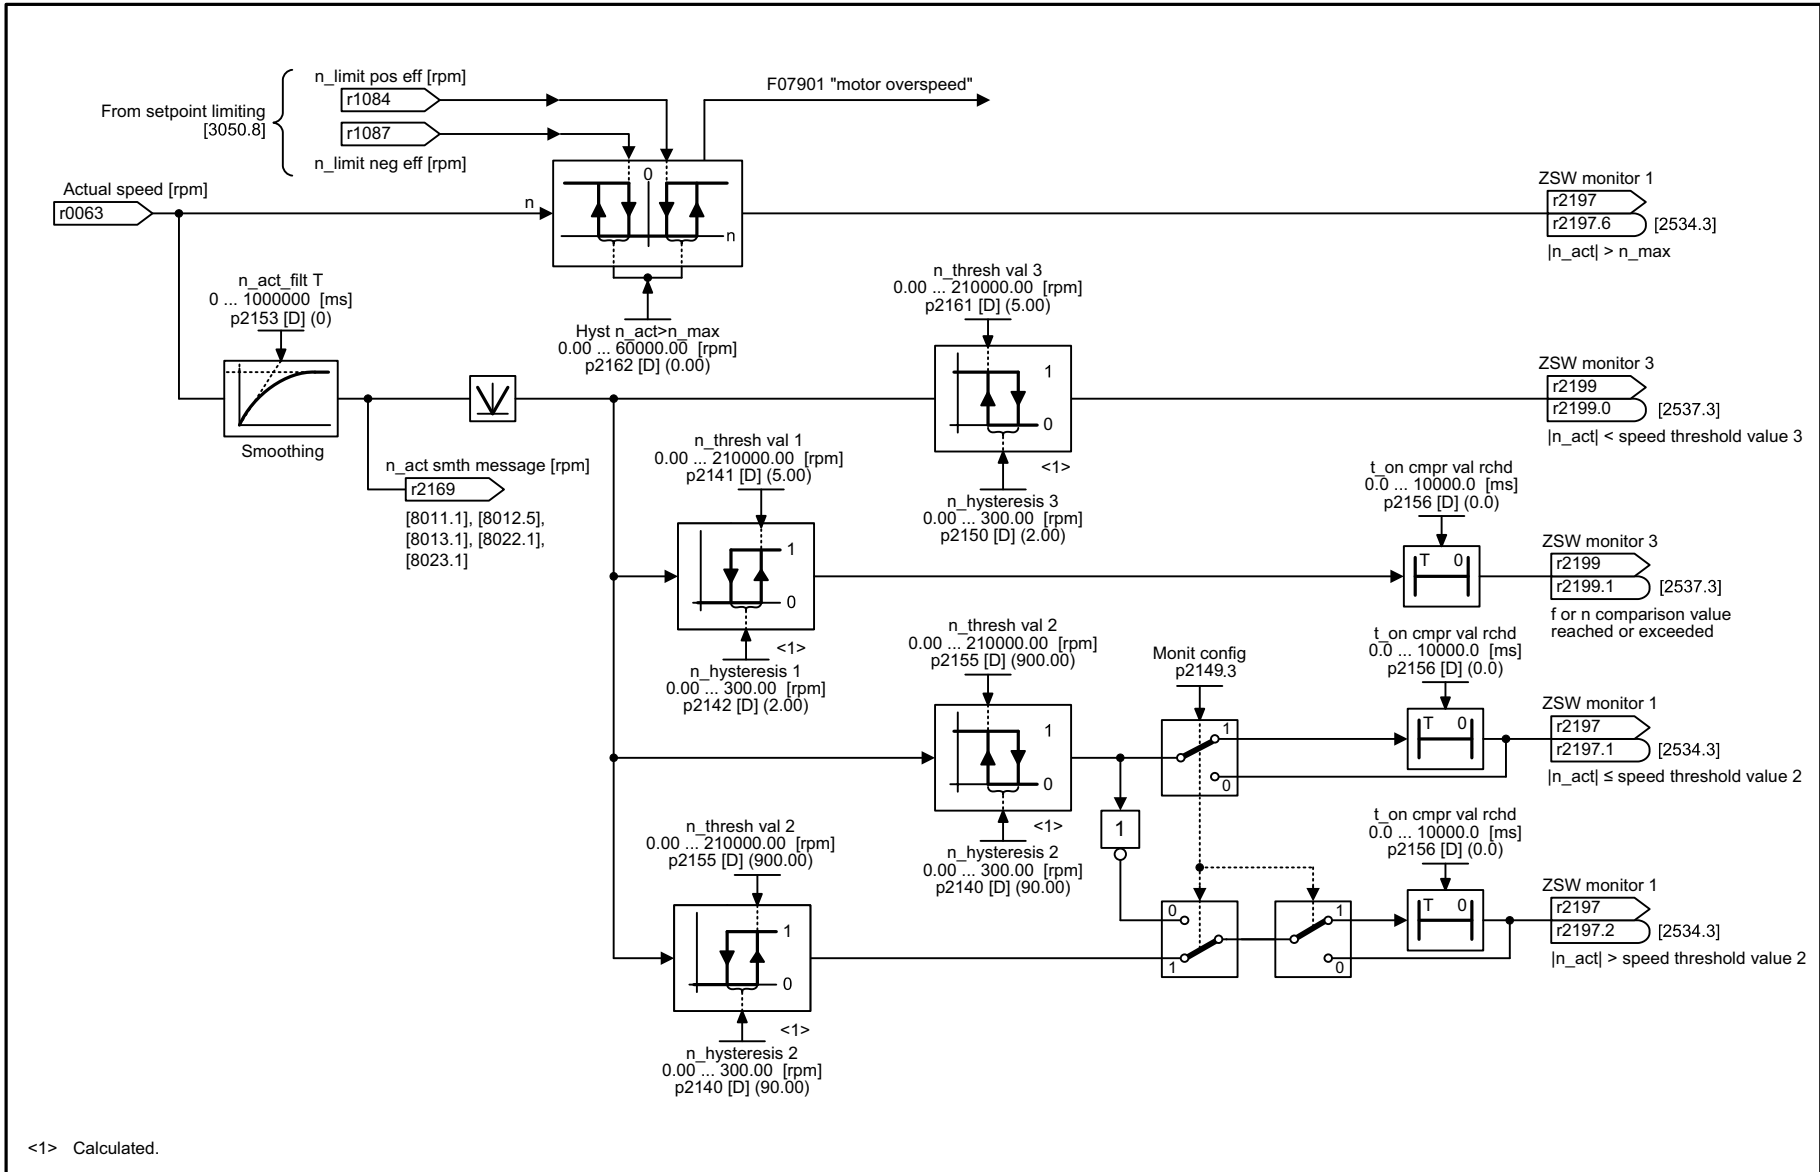 n_limit pos eff [rpm]
r1084
From setpoint limiting
[3050.8]
r1087
n_limit neg eff [rpm]
F07901 "motor overspeed"
Actual speed [rpm]
r0063
n
0
n
ZSW monitor 1
r2197
r2197.6 [2534.3]
|n_act| > n_max
Hyst n_act>n_max
0.00 ... 60000.00 [rpm]
p2162 [D] (0.00)
n_act_filt T
0 ... 1000000 [ms]
p2153 [D] (0)
Smoothing
n_act smth message [rpm]
r2169
[8011.1], [8012.5],
[8013.1], [8022.1],
[8023.1]
n_thresh val 3
0.00 ... 210000.00 [rpm]
p2161 [D] (5.00)
1
0
<1>
n_hysteresis 3
0.00 ... 300.00 [rpm]
p2150 [D] (2.00)
ZSW monitor 3
r2199
r2199.0 [2537.3]
|n_act| < speed threshold value 3
n_thresh val 1
0.00 ... 210000.00 [rpm]
p2141 [D] (5.00)
1
0
<1>
n_hysteresis 1
0.00 ... 300.00 [rpm]
p2142 [D] (2.00)
t_on cmpr val rchd
0.0 ... 10000.0 [ms]
p2156 [D] (0.0)
T 0
ZSW monitor 3
r2199
r2199.1 [2537.3]
f or n comparison value
reached or exceeded
n_thresh val 2
0.00 ... 210000.00 [rpm]
p2155 [D] (900.00)
1
0
<1>
n_hysteresis 2
0.00 ... 300.00 [rpm]
p2140 [D] (90.00)
Monit config
p2149.3
1
0
1
t_on cmpr val rchd
0.0 ... 10000.0 [ms]
p2156 [D] (0.0)
T 0
ZSW monitor 1
r2197
r2197.1 [2534.3]
|n_act| ≤ speed threshold value 2
n_thresh val 2
0.00 ... 210000.00 [rpm]
p2155 [D] (900.00)
1
0
<1>
n_hysteresis 2
0.00 ... 300.00 [rpm]
p2140 [D] (90.00)
0
1
1
0
t_on cmpr val rchd
0.0 ... 10000.0 [ms]
p2156 [D] (0.0)
T 0
ZSW monitor 1
r2197
r2197.2 [2534.3]
|n_act| > speed threshold value 2
<1> Calculated.